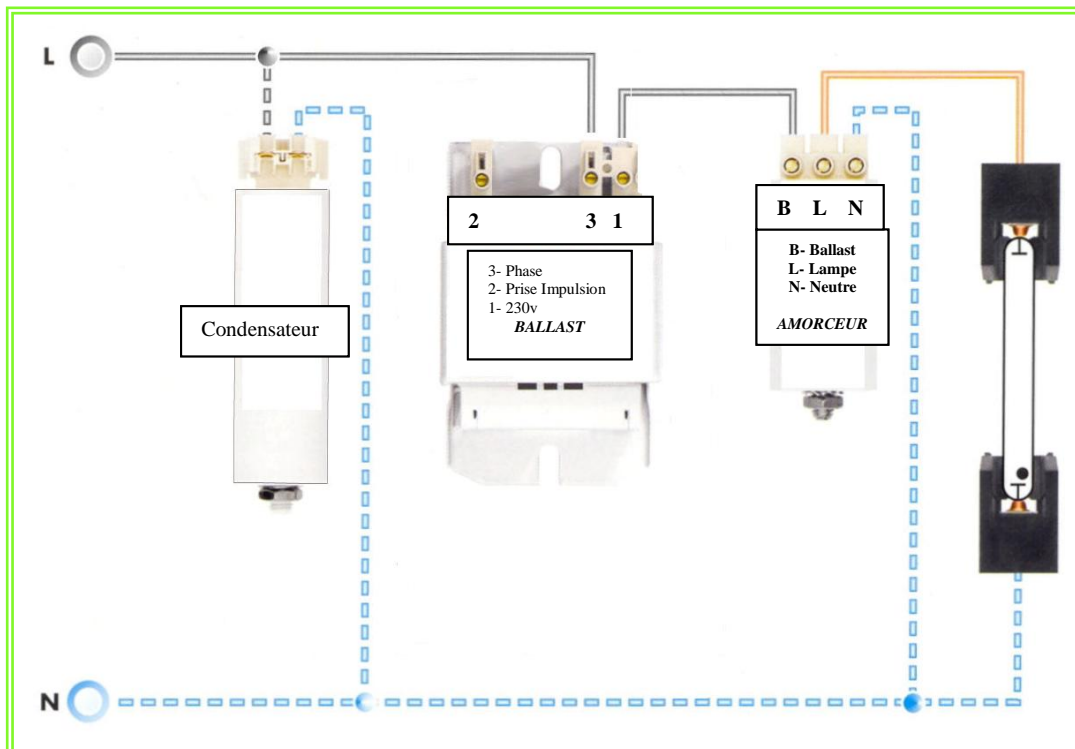 L
2 3 1
3- Phase
2- Prise Impulsion
1- 230v
BALLAST
B L N
B- Ballast
L- Lampe
N- Neutre
AMORCEUR
Condensateur
N